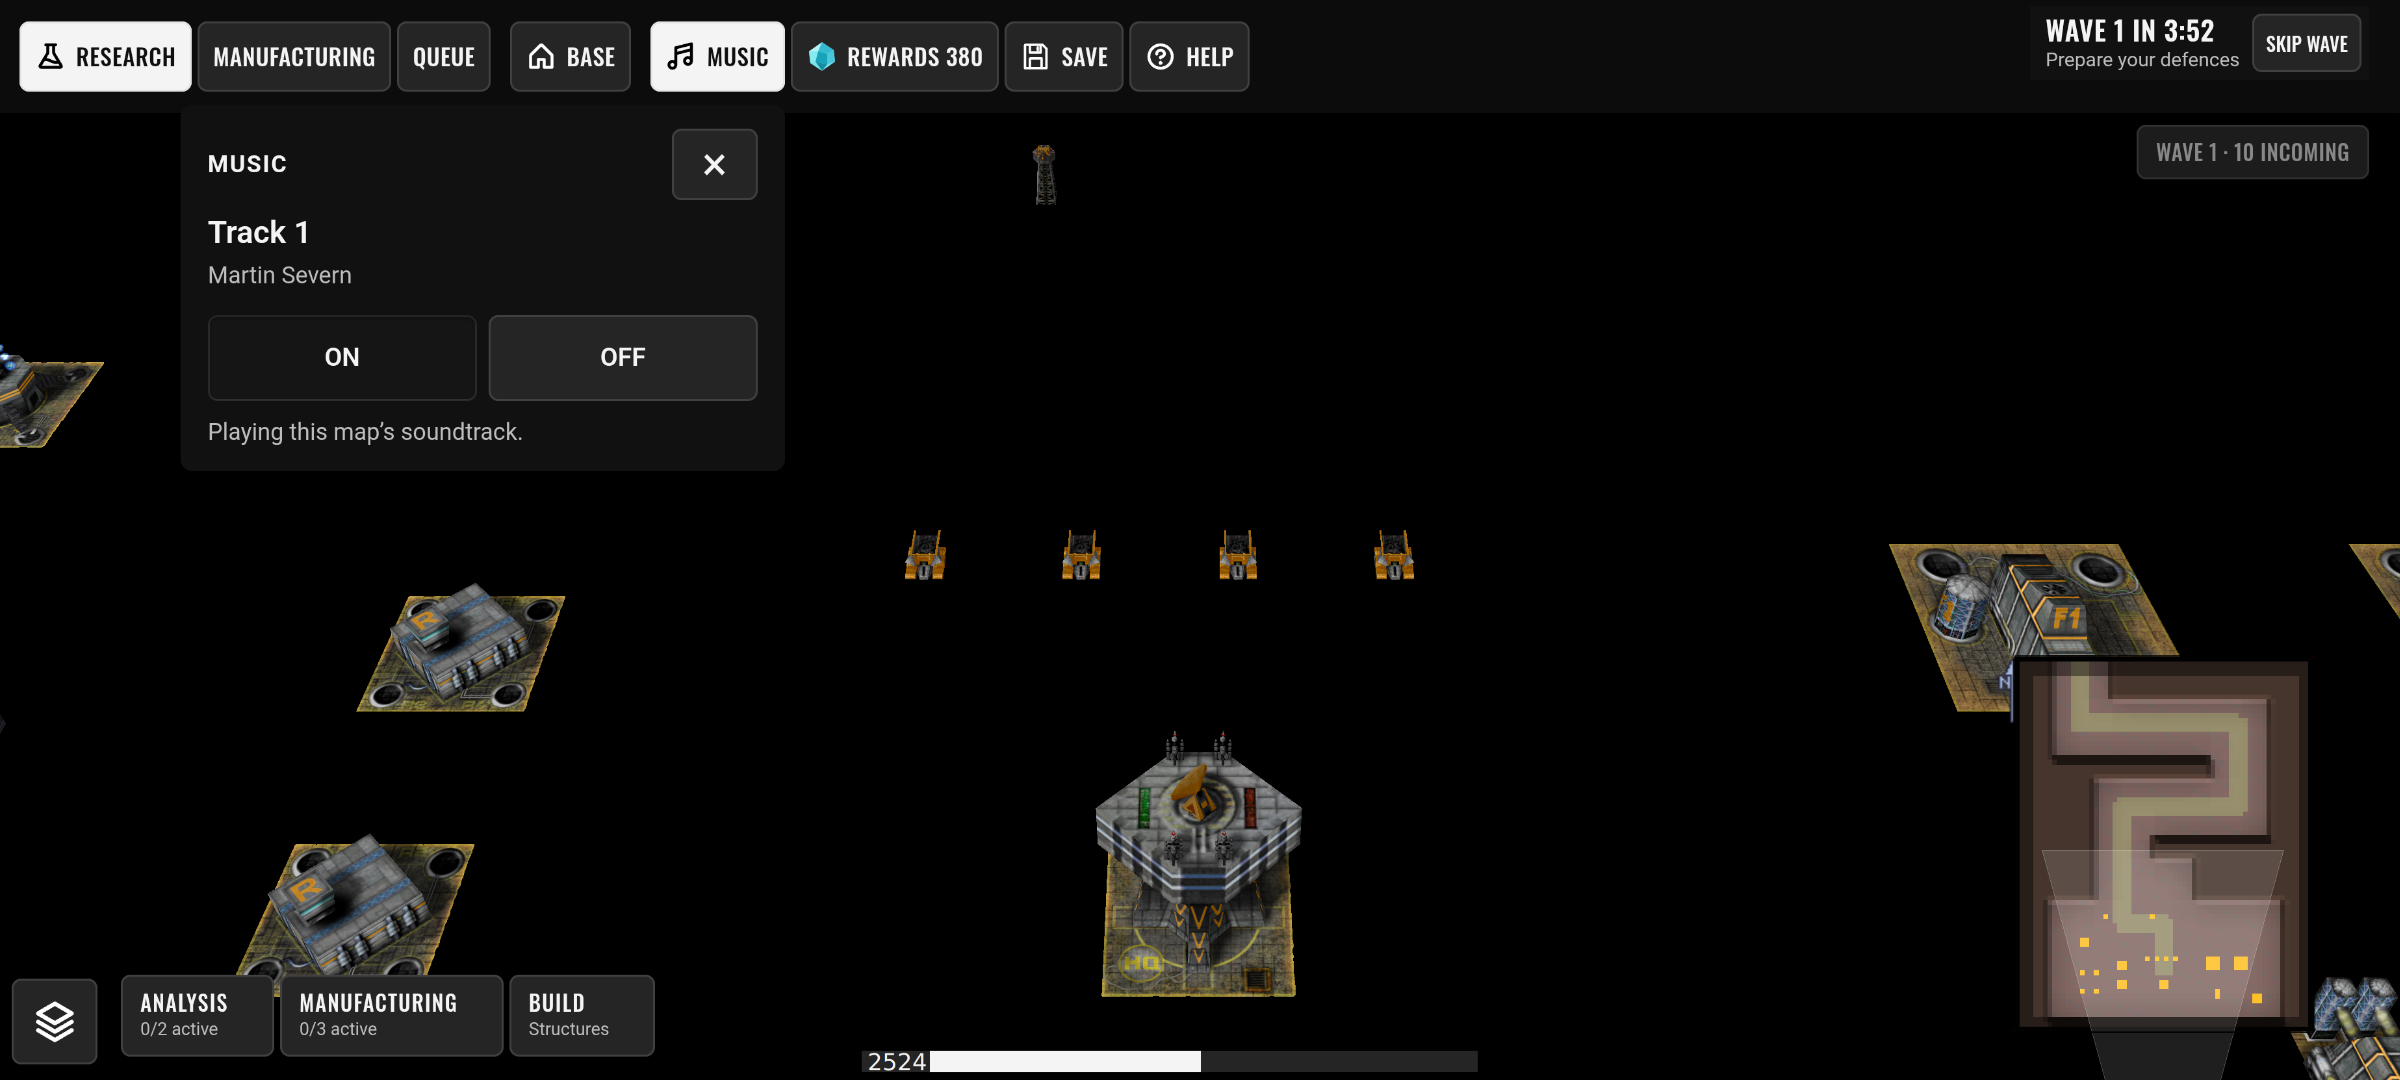 RESEARCH
MANUFACTURING
QUEUE
BASE
MUSIC
REWARDS 380
SAVE
HELP
WAVE 1 IN 3:52
Prepare your defences
SKIP WAVE
WAVE 1 · 10 INCOMING
MUSIC
Track 1
Martin Severn
ON
OFF
Playing this map’s soundtrack.
R
F1
N
R
HQ
ANALYSIS
0/2 active
MANUFACTURING
0/3 active
BUILD
Structures
2524